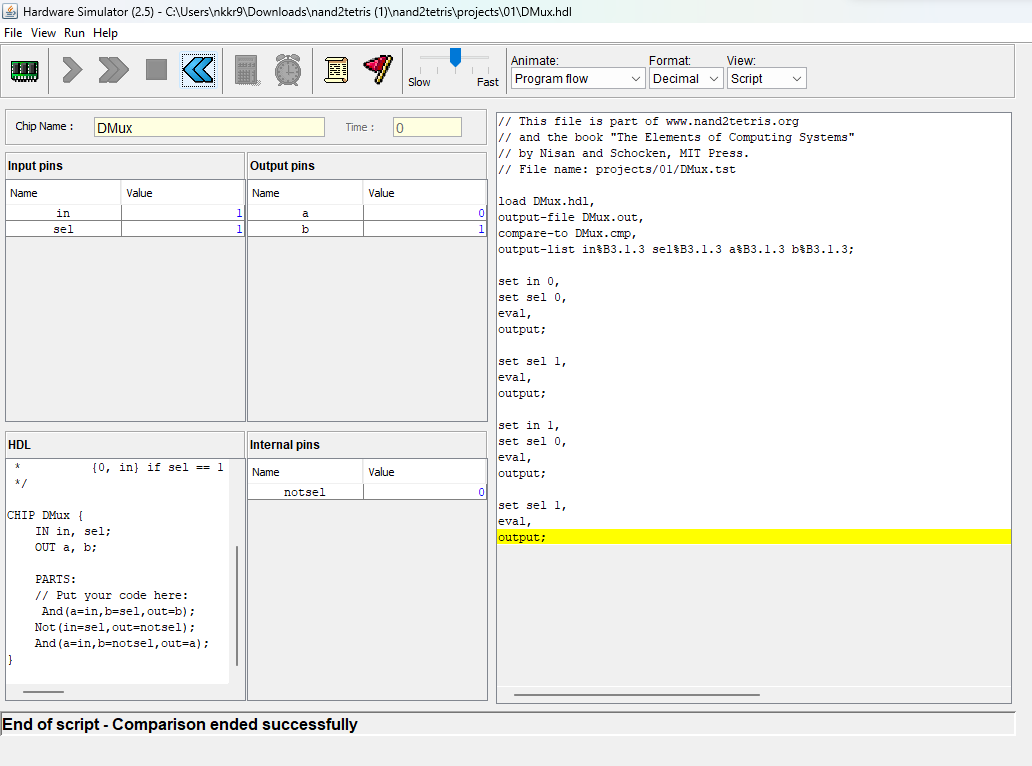 Hardware Simulator (2.5) - C:\Users\nkkr9\Downloads\nand2tetris (1)\nand2tetris\projects\01\DMux.hdl
File View Run Help
Animate: Format: View:
Slow Fast Program flow Decimal Script
Chip Name : DMux Time : 0
Input pins
Name Value
in 1
sel 1
Output pins
Name Value
a 0
b 1
HDL
* {0, in} if sel == 1
*/
CHIP DMux {
IN in, sel;
OUT a, b;
PARTS:
// Put your code here:
And(a=in,b=sel,out=b);
Not(in=sel,out=notsel);
And(a=in,b=notsel,out=a);
}
Internal pins
Name Value
notsel 0
// This file is part of www.nand2tetris.org
// and the book "The Elements of Computing Systems"
// by Nisan and Schocken, MIT Press.
// File name: projects/01/DMux.tst
load DMux.hdl,
output-file DMux.out,
compare-to DMux.cmp,
output-list in%B3.1.3 sel%B3.1.3 a%B3.1.3 b%B3.1.3;
set in 0,
set sel 0,
eval,
output;
set sel 1,
eval,
output;
set in 1,
set sel 0,
eval,
output;
set sel 1,
eval,
output;
End of script - Comparison ended successfully